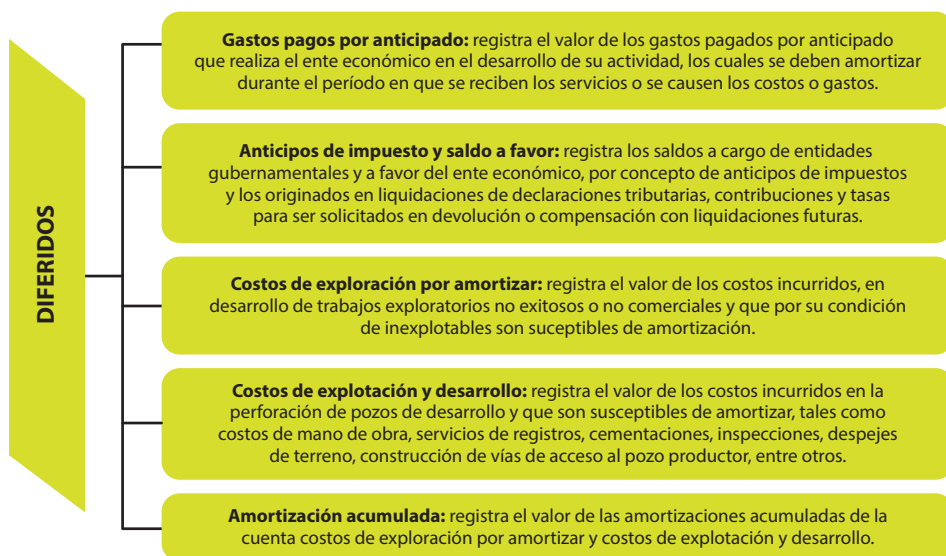 DIFERIDOS
Gastos pagos por anticipado: registra el valor de los gastos pagados por anticipado
que realiza el ente económico en el desarrollo de su actividad, los cuales se deben amortizar
durante el período en que se reciben los servicios o se causen los costos o gastos.
Anticipos de impuesto y saldo a favor: registra los saldos a cargo de entidades
gubernamentales y a favor del ente económico, por concepto de anticipos de impuestos
y los originados en liquidaciones de declaraciones tributarias, contribuciones y tasas
para ser solicitados en devolución o compensación con liquidaciones futuras.
Costos de exploración por amortizar: registra el valor de los costos incurridos, en
desarrollo de trabajos exploratorios no exitosos o no comerciales y que por su condición
de inexplotables son suceptibles de amortización.
Costos de explotación y desarrollo: registra el valor de los costos incurridos en la
perforación de pozos de desarrollo y que son susceptibles de amortizar, tales como
costos de mano de obra, servicios de registros, cementaciones, inspecciones, despejes
de terreno, construcción de vías de acceso al pozo productor, entre otros.
Amortización acumulada: registra el valor de las amortizaciones acumuladas de la
cuenta costos de exploración por amortizar y costos de explotación y desarrollo.